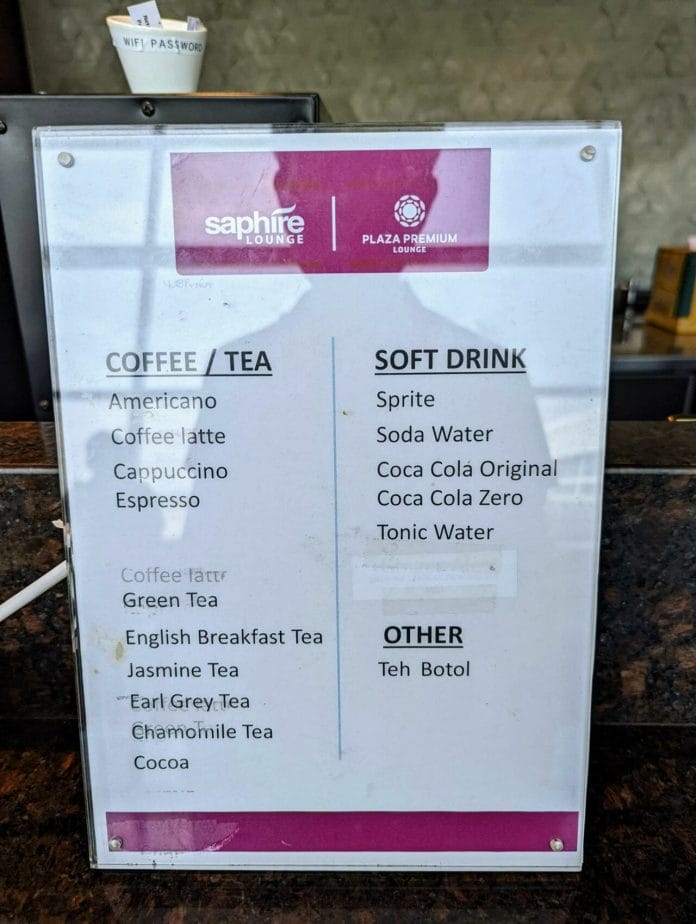 WIFI PASSWORD
saphire
LOUNGE
PLAZA PREMIUM
LOUNGE
COFFEE / TEA
Americano
Coffee latte
Cappuccino
Espresso
Coffee latte
Green Tea
English Breakfast Tea
Jasmine Tea
Earl Grey Tea
Chamomile Tea
Cocoa
SOFT DRINK
Sprite
Soda Water
Coca Cola Original
Coca Cola Zero
Tonic Water
OTHER
Teh Botol